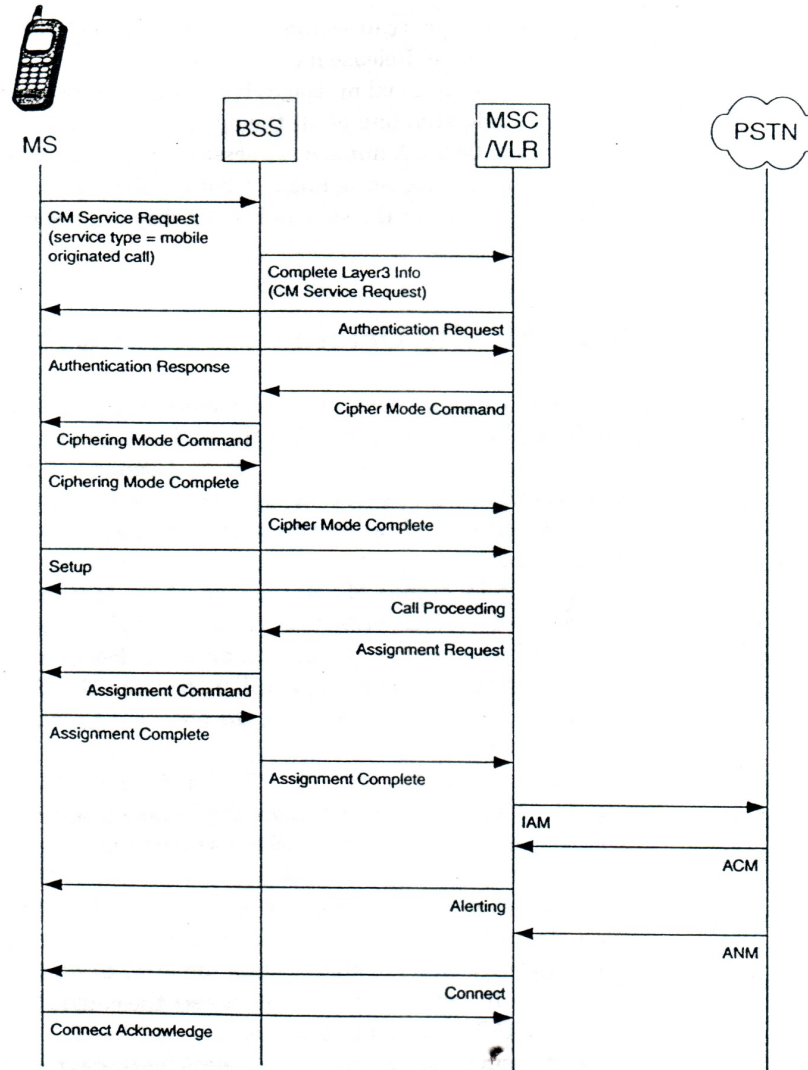 MS
BSS
MSC
/VLR
PSTN
CM Service Request
(service type = mobile
originated call)
Complete Layer3 Info
(CM Service Request)
Authentication Request
Authentication Response
Cipher Mode Command
Ciphering Mode Command
Ciphering Mode Complete
Cipher Mode Complete
Setup
Call Proceeding
Assignment Request
Assignment Command
Assignment Complete
Assignment Complete
IAM
ACM
Alerting
ANM
Connect
Connect Acknowledge